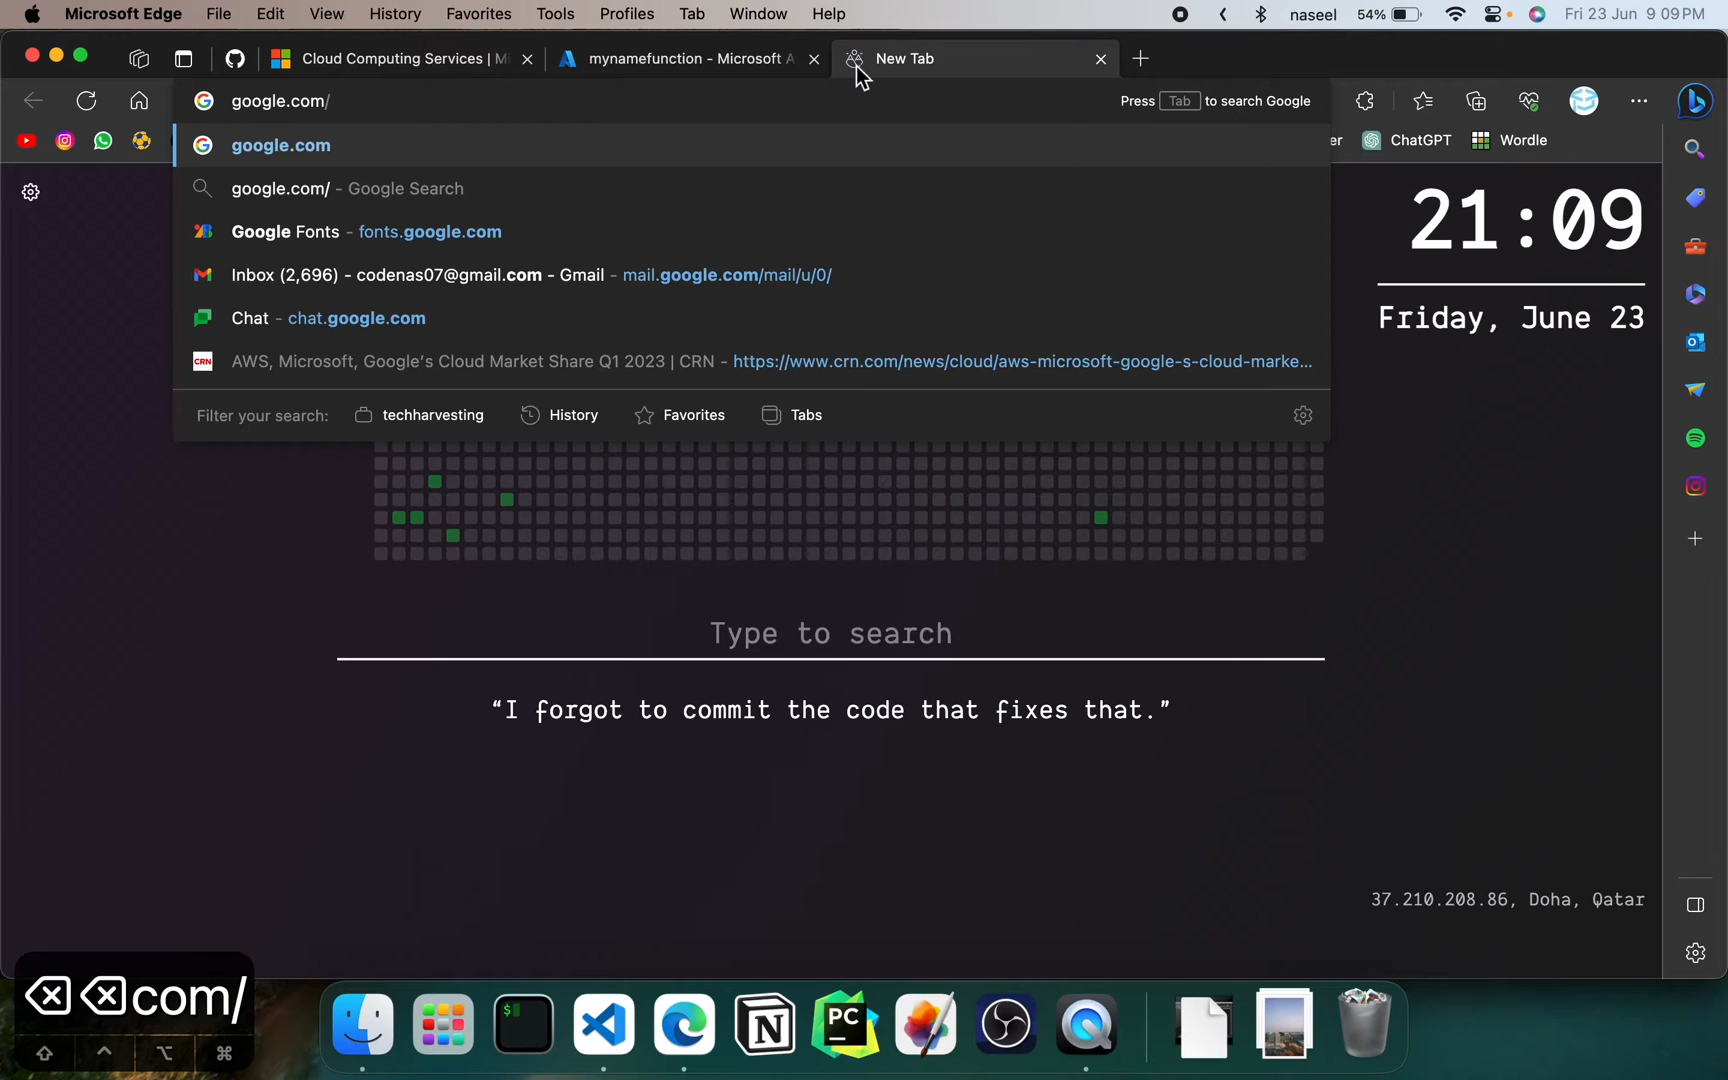 Microsoft Edge File Edit View History Favorites Tools Profiles Tab Window Help naseel 54% Fri 23 Jun 9 09 PM
Cloud Computing Services | Mi mynamefunction - Microsoft A New Tab
google.com/ Press Tab to search Google
er ChatGPT Wordle
google.com
google.com/ - Google Search
Google Fonts - fonts.google.com
Inbox (2,696) - codenas07@gmail.com - Gmail - mail.google.com/mail/u/0/
Chat - chat.google.com
CRN AWS, Microsoft, Google's Cloud Market Share Q1 2023 | CRN - https://www.crn.com/news/cloud/aws-microsoft-google-s-cloud-marke...
Filter your search: techharvesting History Favorites Tabs
21:09
Friday, June 23
Type to search
“I forgot to commit the code that fixes that.”
37.210.208.86, Doha, Qatar
com/
$
N
PC